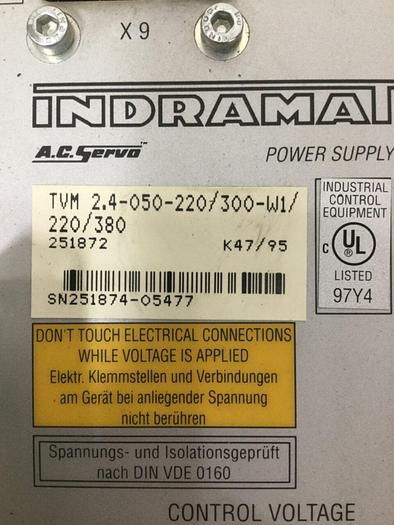 X9
INDRAMAT
A.C. Servo™
POWER SUPPLY
TVM 2.4-050-220/300-W1/
220/380
251872 K47/95
SN251874-05477
INDUSTRIAL
CONTROL
EQUIPMENT
C UL ®
LISTED
97Y4
DON'T TOUCH ELECTRICAL CONNECTIONS
WHILE VOLTAGE IS APPLIED
Elektr. Klemmstellen und Verbindungen
am Gerät bei anliegender Spannung
nicht berühren
Spannungs- und Isolationsgeprüft
nach DIN VDE 0160
CONTROL VOLTAGE